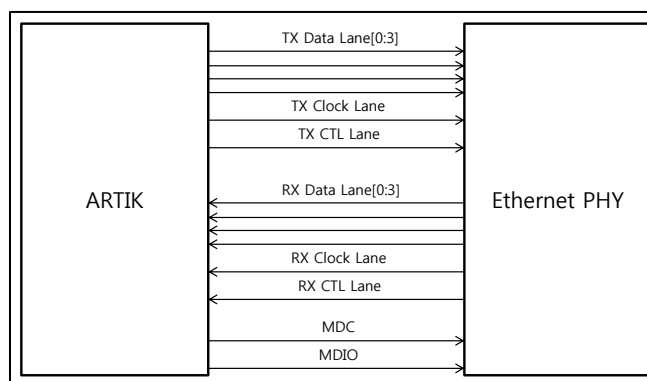 TX Data Lane[0:3]
TX Clock Lane
TX CTL Lane
ARTIK
RX Data Lane[0:3]
Ethernet PHY
RX Clock Lane
RX CTL Lane
MDC
MDIO